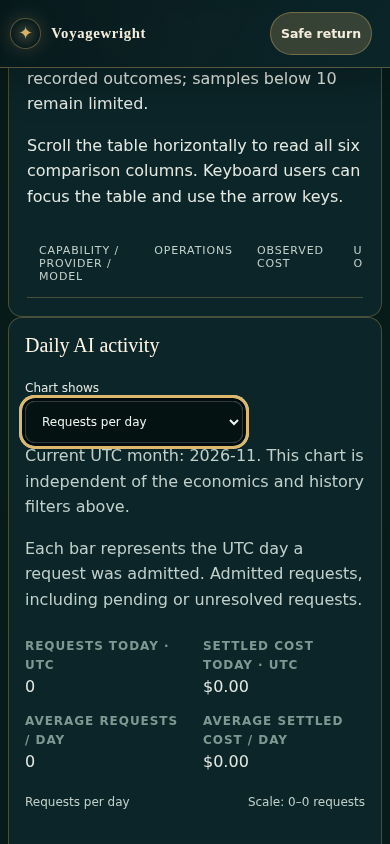 Voyagewright
Safe return
recorded outcomes; samples below 10
remain limited.
Scroll the table horizontally to read all six
comparison columns. Keyboard users can
focus the table and use the arrow keys.
CAPABILITY / PROVIDER / MODEL
OPERATIONS
OBSERVED COST
U
O
Daily AI activity
Chart shows
Requests per day
Current UTC month: 2026-11. This chart is
independent of the economics and history
filters above.
Each bar represents the UTC day a
request was admitted. Admitted requests,
including pending or unresolved requests.
REQUESTS TODAY · UTC
0
SETTLED COST TODAY · UTC
$0.00
AVERAGE REQUESTS / DAY
0
AVERAGE SETTLED COST / DAY
$0.00
Requests per day
Scale: 0–0 requests